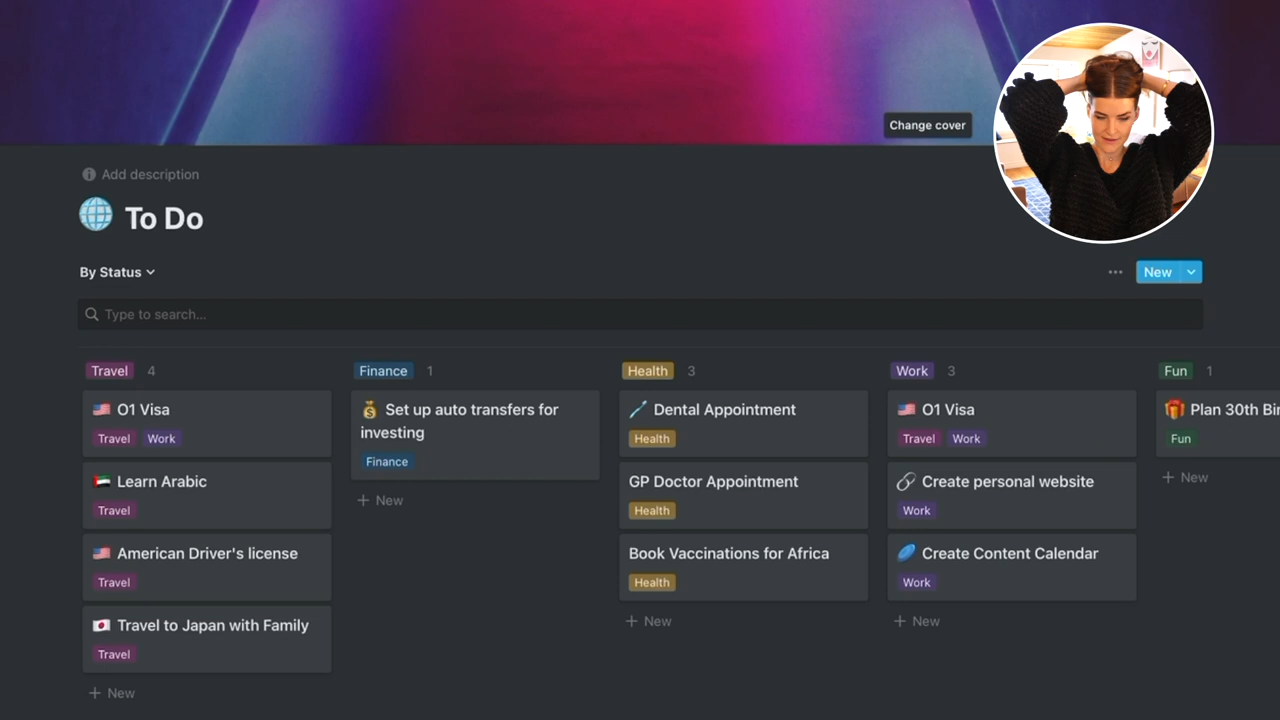 Change cover
Add description
To Do
By Status
New
Type to search...
Travel 4
O1 Visa
Travel Work
Learn Arabic
Travel
American Driver's license
Travel
Travel to Japan with Family
Travel
+ New
Finance 1
Set up auto transfers for
investing
Finance
+ New
Health 3
Dental Appointment
Health
GP Doctor Appointment
Health
Book Vaccinations for Africa
Health
+ New
Work 3
O1 Visa
Travel Work
Create personal website
Work
Create Content Calendar
Work
+ New
Fun 1
Plan 30th Bi
Fun
+ New